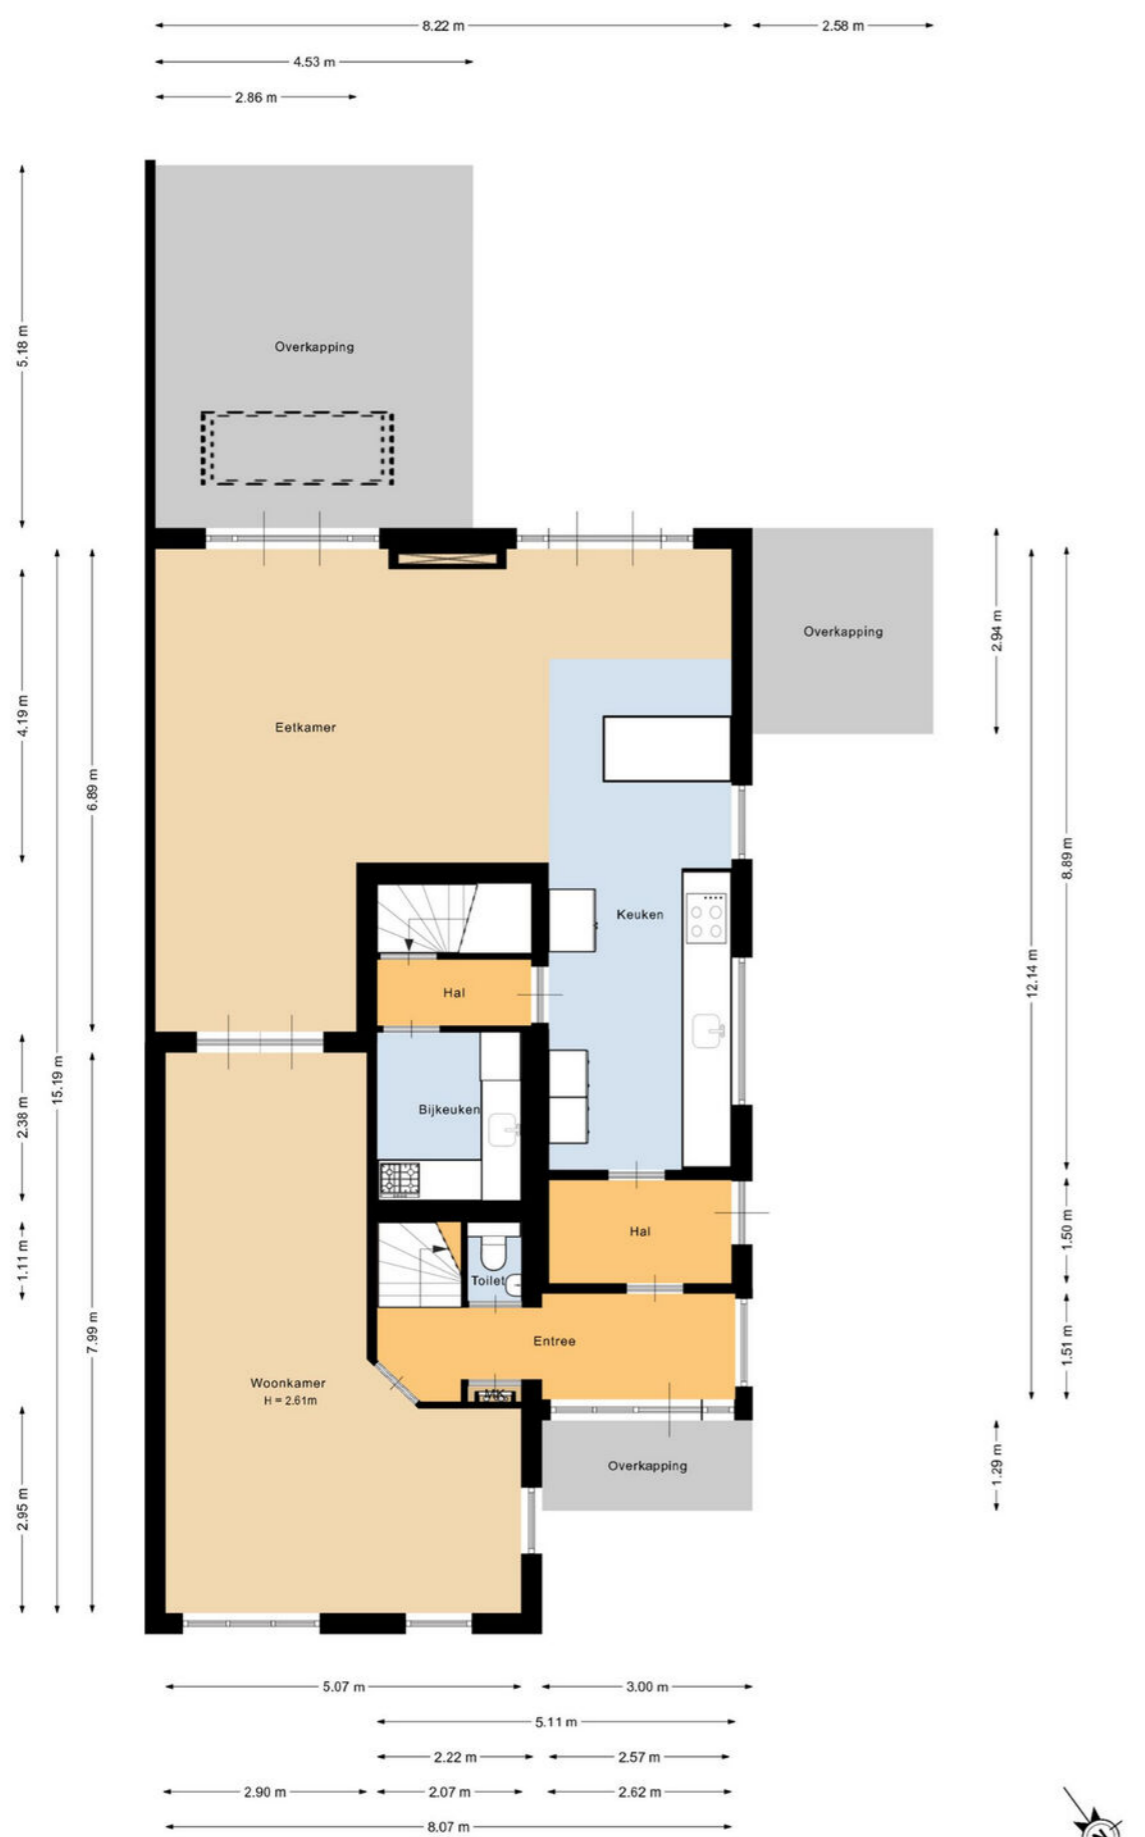 8.22 m
2.58 m
4.53 m
2.86 m
5.18 m
Overkapping
2.94 m
Overkapping
4.19 m
Eetkamer
6.89 m
8.89 m
Keuken
12.14 m
Hal
15.19 m
2.38 m
Bijkeuken
1.50 m
Hal
1.11 m
Toilet
7.99 m
Entree
1.51 m
Woonkamer
H = 2.61m
MK
Overkapping
1.29 m
2.95 m
5.07 m
3.00 m
5.11 m
2.22 m
2.57 m
2.90 m
2.07 m
2.62 m
8.07 m
N